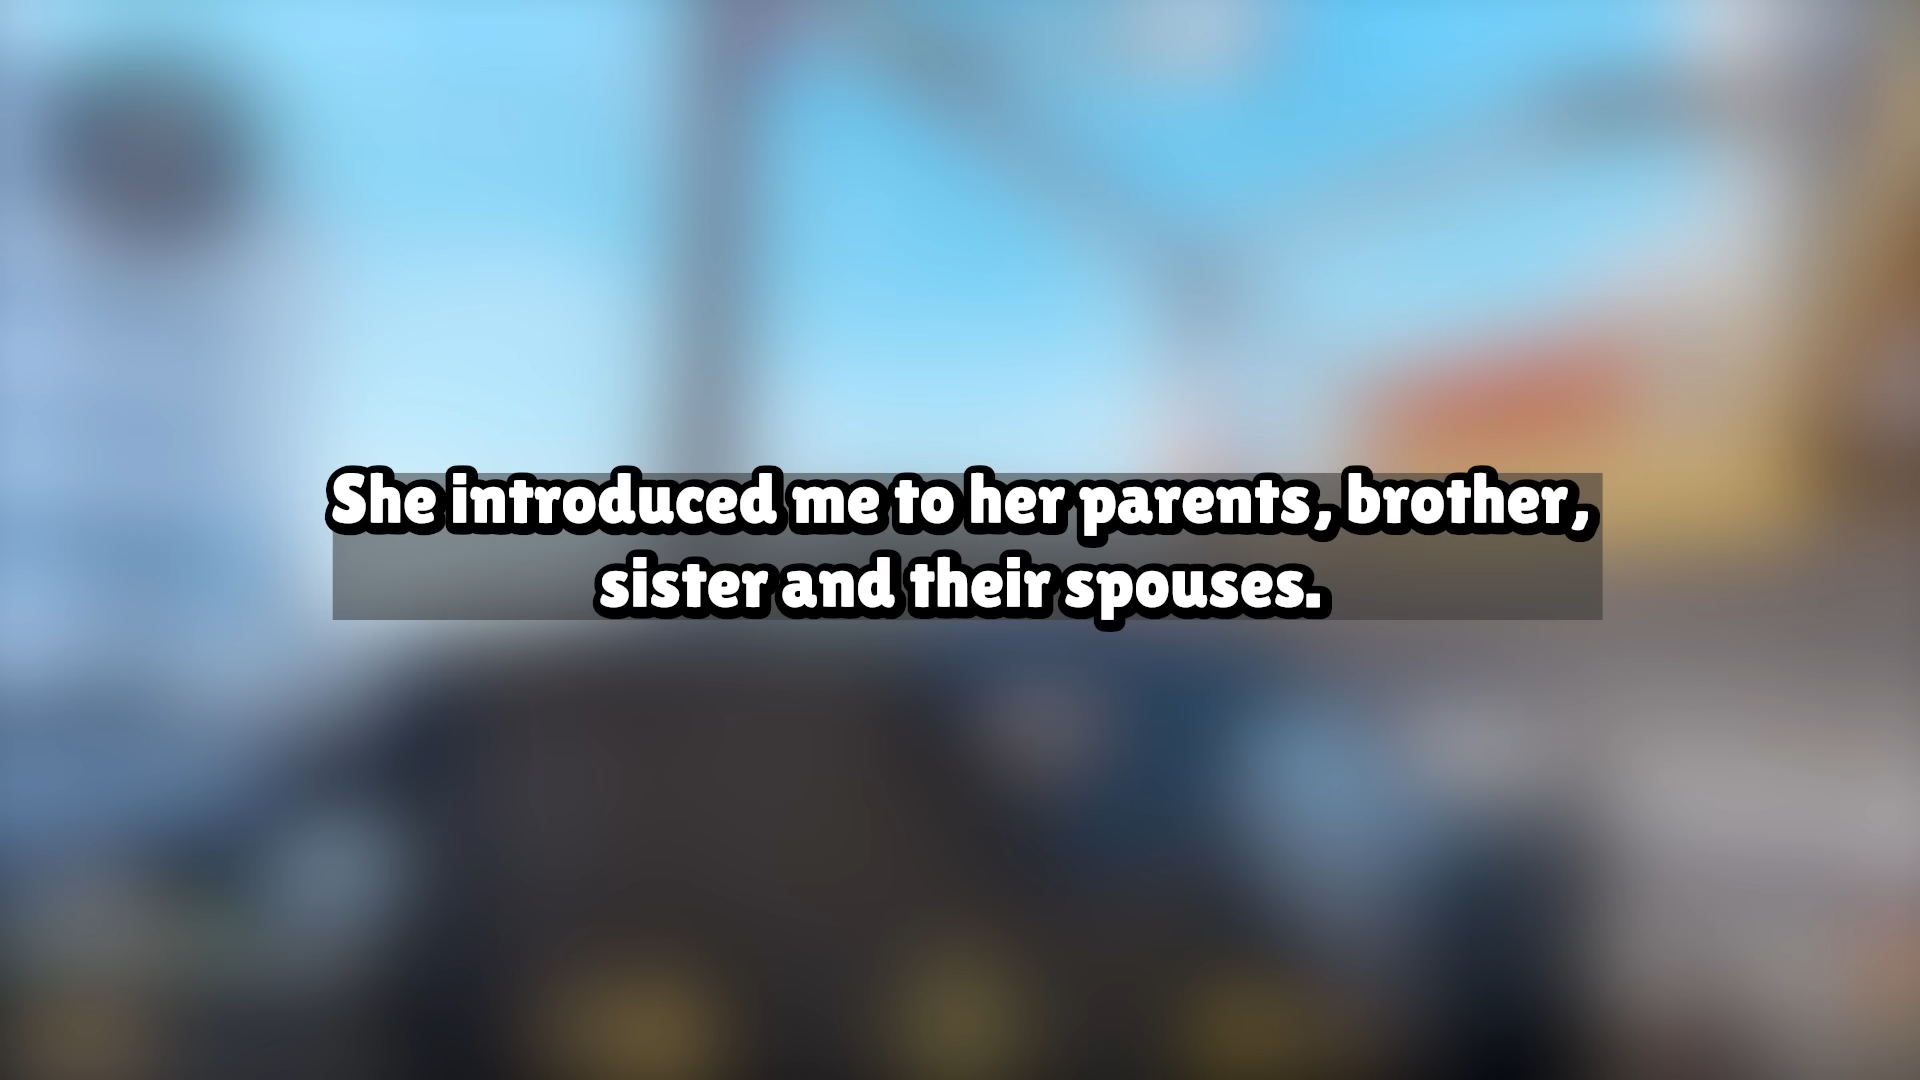 She introduced me to her parents, brother,
sister and their spouses.